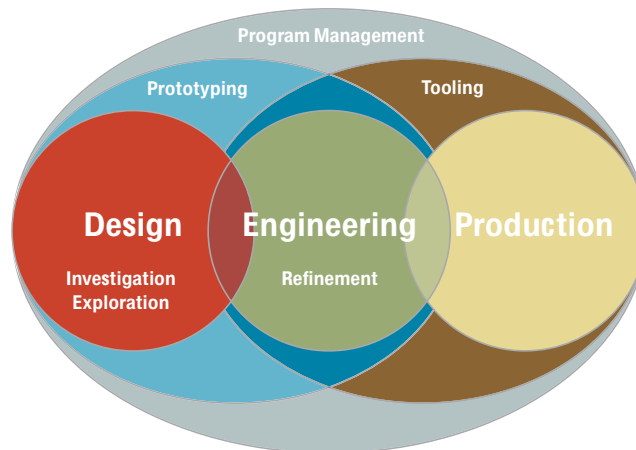 Program Management
Prototyping
Tooling
Design
Engineering
Production
Investigation
Exploration
Refinement